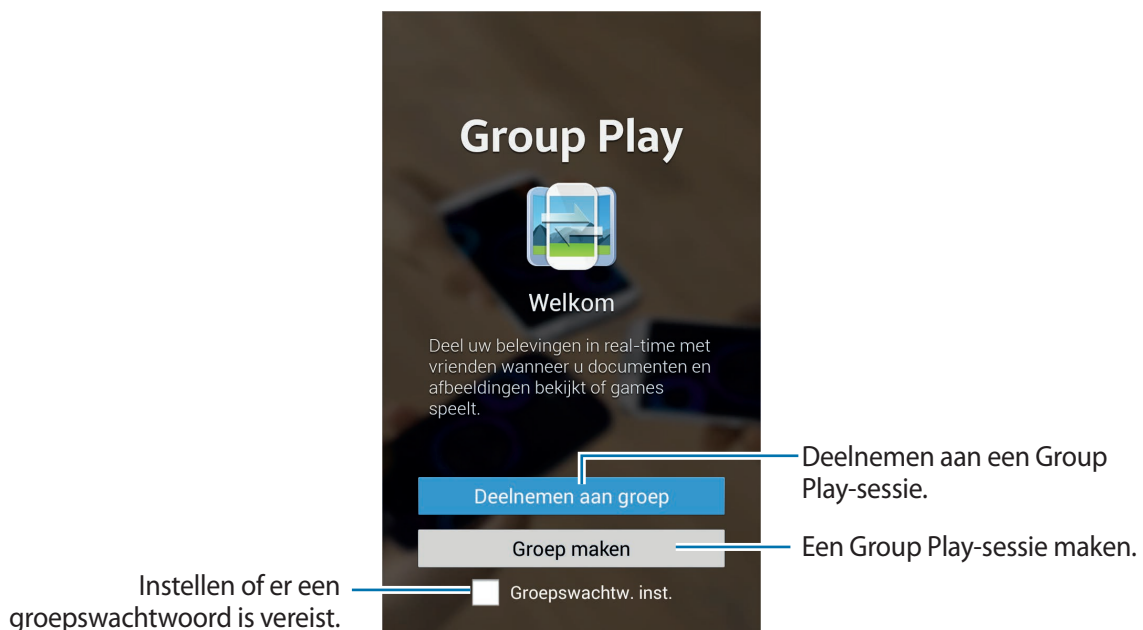 Group Play
Welkom
Deel uw belevingen in real-time met
vrienden wanneer u documenten en
afbeeldingen bekijkt of games
speelt.
Deelnemen aan een Group
Play-sessie.
Deelnemen aan groep
Groep maken
Een Group Play-sessie maken.
Instellen of er een
groepswachtwoord is vereist.
Groepswachtw. inst.